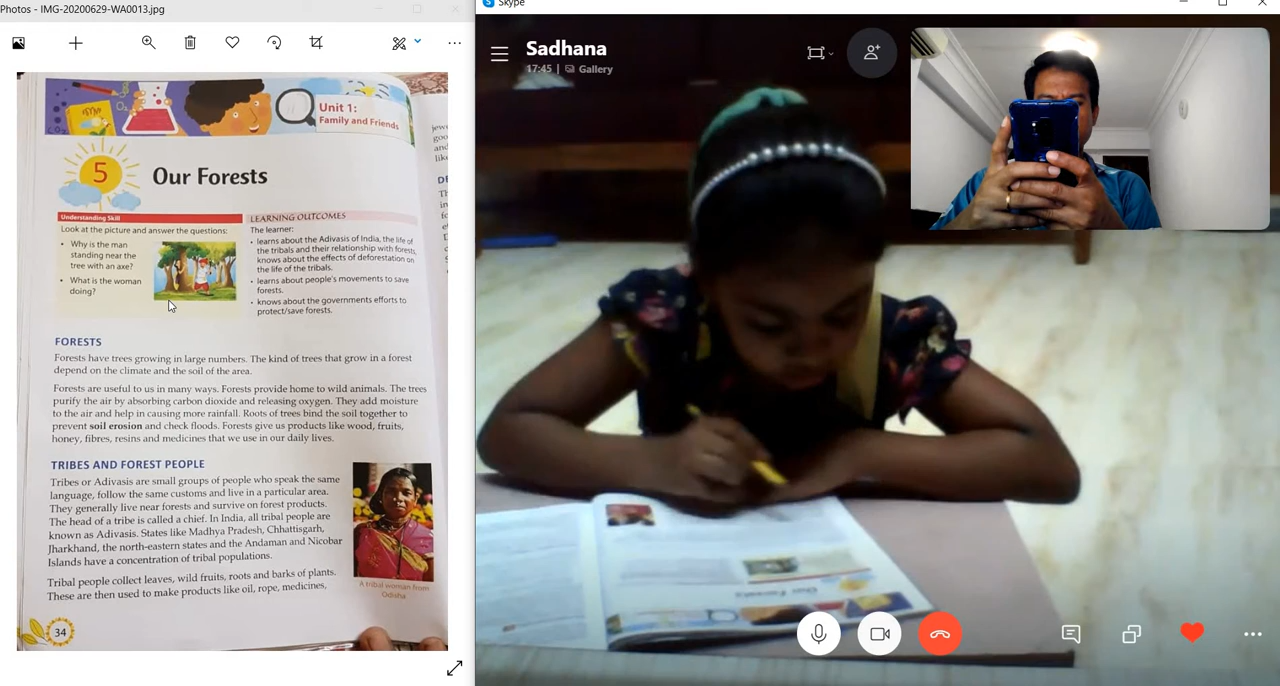 Photos - IMG-20200629-WA0013.jpg
Unit 1:
Family and Friends
5
Our Forests
Understanding Skill
Look at the picture and answer the questions:
• Why is the man
standing near the
tree with an axe?
• What is the woman
doing?
LEARNING OUTCOMES
The learner:
• learns about the Adivasis of India, the life of
the tribals and their relationship with forests,
knows about the effects of deforestation on
the life of the tribals.
• learns about people's movements to save
forests.
• knows about the governments efforts to
protect/save forests.
FORESTS
Forests have trees growing in large numbers. The kind of trees that grow in a forest
depend on the climate and the soil of the area.
Forests are useful to us in many ways. Forests provide home to wild animals. The trees
purify the air by absorbing carbon dioxide and releasing oxygen. They add moisture
to the air and help in causing more rainfall. Roots of trees bind the soil together to
prevent soil erosion and check floods. Forests give us products like wood, fruits,
honey, fibres, resins and medicines that we use in our daily lives.
TRIBES AND FOREST PEOPLE
Tribes or Adivasis are small groups of people who speak the same
language, follow the same customs and live in a particular area.
They generally live near forests and survive on forest products.
The head of a tribe is called a chief. In India, all tribal people are
known as Adivasis. States like Madhya Pradesh, Chhattisgarh,
Jharkhand, the north-eastern states and the Andaman and Nicobar
Islands have a concentration of tribal populations.
Tribal people collect leaves, wild fruits, roots and barks of plants.
These are then used to make products like oil, rope, medicines,
A tribal woman from
Odisha
34
Skype
Sadhana
17:45 | Gallery
Our Forests